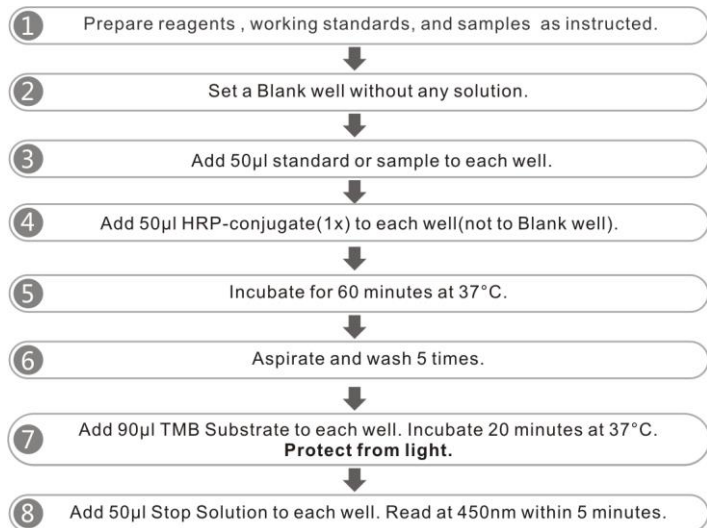 1 Prepare reagents , working standards, and samples as instructed.
2 Set a Blank well without any solution.
3 Add 50µl standard or sample to each well.
4 Add 50µl HRP-conjugate(1x) to each well(not to Blank well).
5 Incubate for 60 minutes at 37°C.
6 Aspirate and wash 5 times.
7 Add 90µl TMB Substrate to each well. Incubate 20 minutes at 37°C.
Protect from light.
8 Add 50µl Stop Solution to each well. Read at 450nm within 5 minutes.